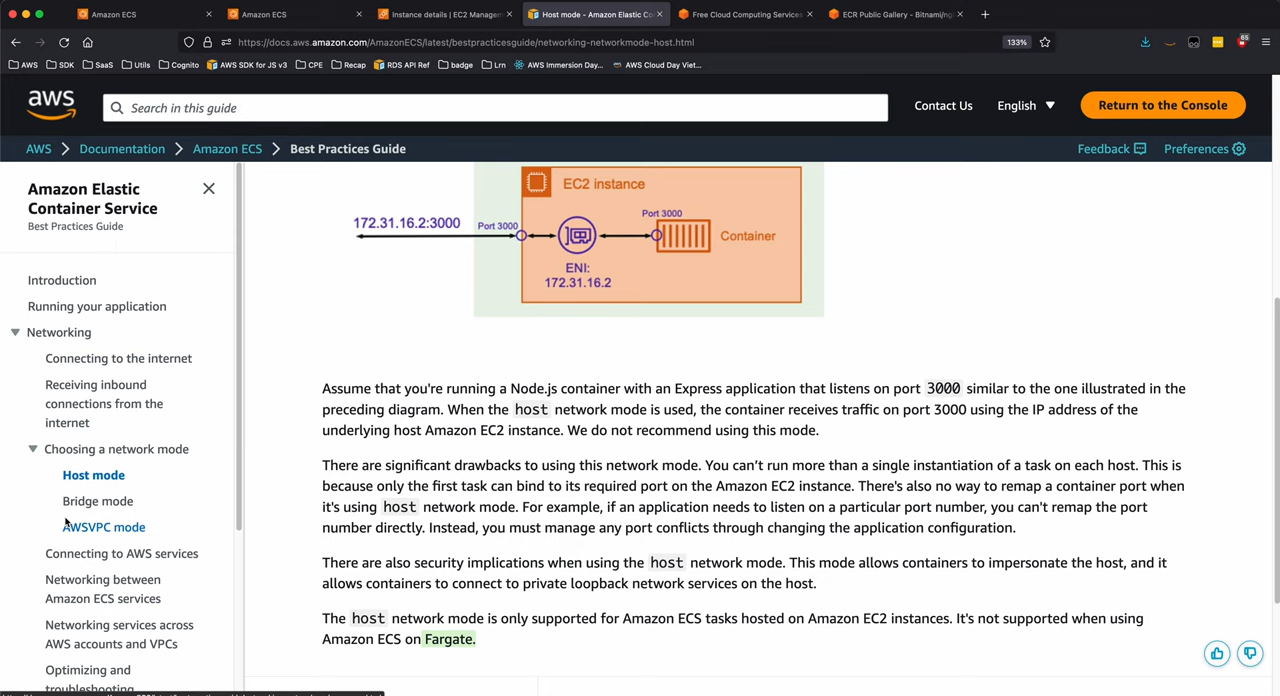 Amazon ECS
Amazon ECS
Instance details | EC2 Managem
Host mode - Amazon Elastic Co
Free Cloud Computing Services
ECR Public Gallery - Bitnami/ng
https://docs.aws.amazon.com/AmazonECS/latest/bestpracticesguide/networking-networkmode-host.html
133%
65
AWS
SDK
SaaS
Utils
Cognito
AWS SDK for JS v3
CPE
Recap
RDS API Ref
badge
Lrn
AWS Immersion Day...
AWS Cloud Day Viet...
aws
Search in this guide
Contact Us
English
Return to the Console
AWS
Documentation
Amazon ECS
Best Practices Guide
Feedback
Preferences
Amazon Elastic
Container Service
Best Practices Guide
Introduction
Running your application
Networking
Connecting to the internet
Receiving inbound
connections from the
internet
Choosing a network mode
Host mode
Bridge mode
AWSVPC mode
Connecting to AWS services
Networking between
Amazon ECS services
Networking services across
AWS accounts and VPCs
Optimizing and
troubleshooting
EC2 instance
172.31.16.2:3000
Port 3000
Port 3000
Container
ENI:
172.31.16.2
Assume that you're running a Node.js container with an Express application that listens on port 3000 similar to the one illustrated in the
preceding diagram. When the host network mode is used, the container receives traffic on port 3000 using the IP address of the
underlying host Amazon EC2 instance. We do not recommend using this mode.
There are significant drawbacks to using this network mode. You can't run more than a single instantiation of a task on each host. This is
because only the first task can bind to its required port on the Amazon EC2 instance. There's also no way to remap a container port when
it's using host network mode. For example, if an application needs to listen on a particular port number, you can't remap the port
number directly. Instead, you must manage any port conflicts through changing the application configuration.
There are also security implications when using the host network mode. This mode allows containers to impersonate the host, and it
allows containers to connect to private loopback network services on the host.
The host network mode is only supported for Amazon ECS tasks hosted on Amazon EC2 instances. It's not supported when using
Amazon ECS on Fargate.